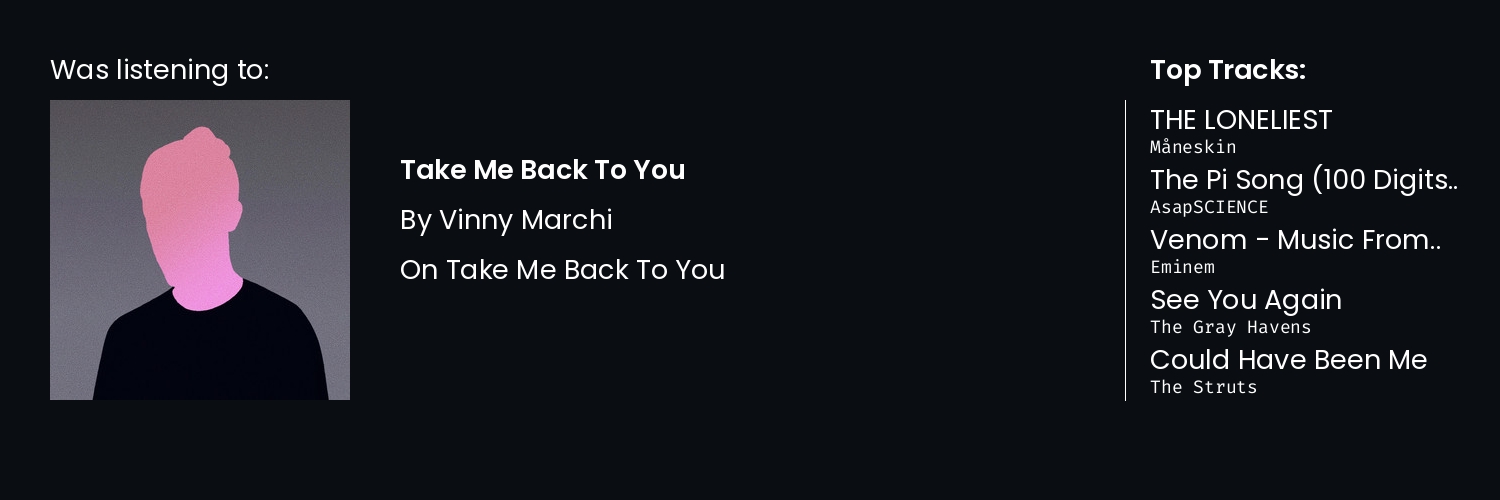 Was listening to:
Take Me Back To You
By Vinny Marchi
On Take Me Back To You
Top Tracks:
THE LONELIEST
Måneskin
The Pi Song (100 Digits..
AsapSCIENCE
Venom - Music From..
Eminem
See You Again
The Gray Havens
Could Have Been Me
The Struts